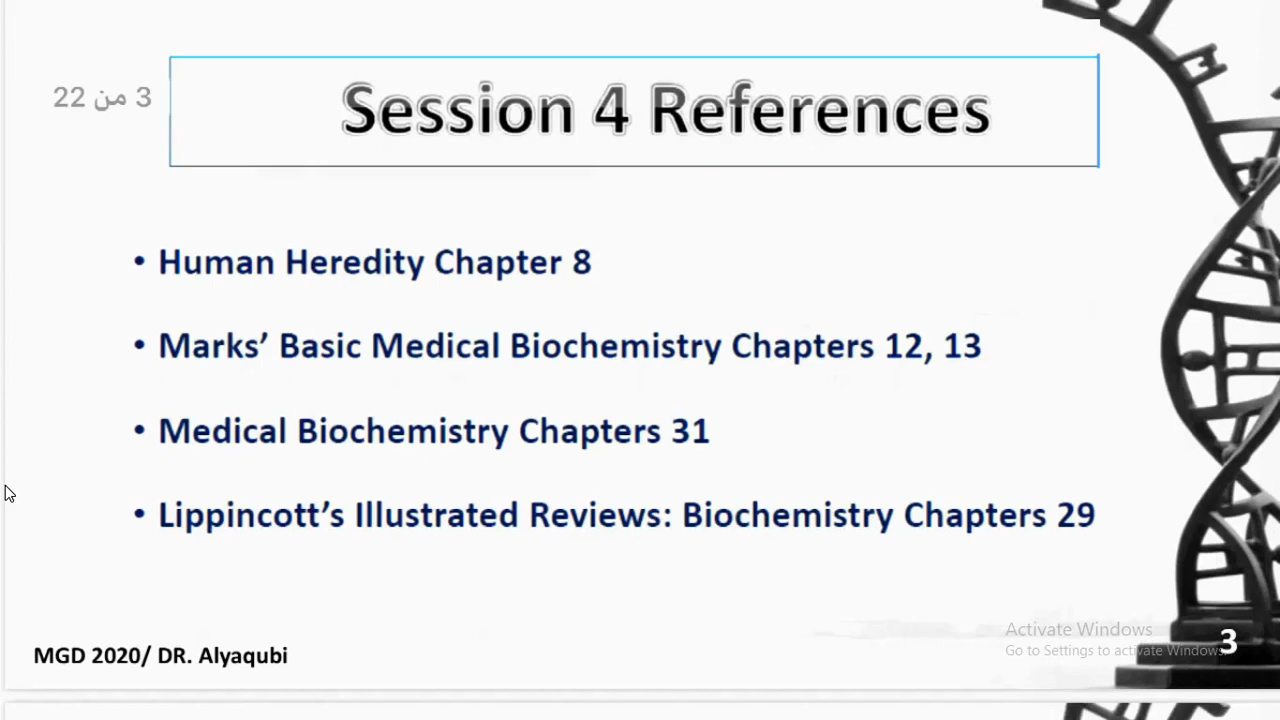 3 من 22
Session 4 References
• Human Heredity Chapter 8
• Marks’ Basic Medical Biochemistry Chapters 12, 13
• Medical Biochemistry Chapters 31
• Lippincott’s Illustrated Reviews: Biochemistry Chapters 29
Activate Windows
Go to Settings to activate Windows.
3
MGD 2020/ DR. Alyaqubi